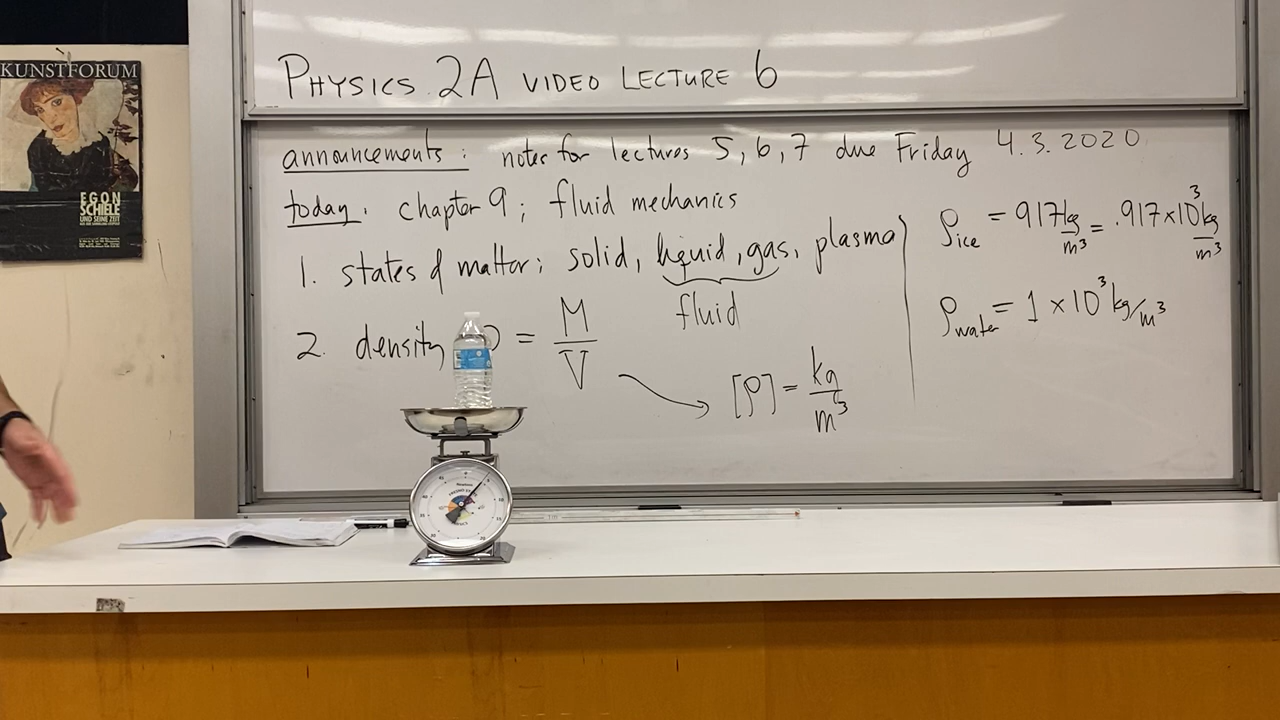 KUNSTFORUM
EGON
SCHIELE
UND SEINE ZEIT
PHYSICS 2A VIDEO LECTURE 6
announcements: notes for lectures 5, 6, 7 due Friday 4.3.2020
today. chapter 9; fluid mechanics
1. states of matter; solid, liquid, gas, plasma
fluid
2. density ρ = M/V
[ρ] = kg/m³
ρice = 917 kg/m³ = .917 × 10³ kg/m³
ρwater = 1 × 10³ kg/m³